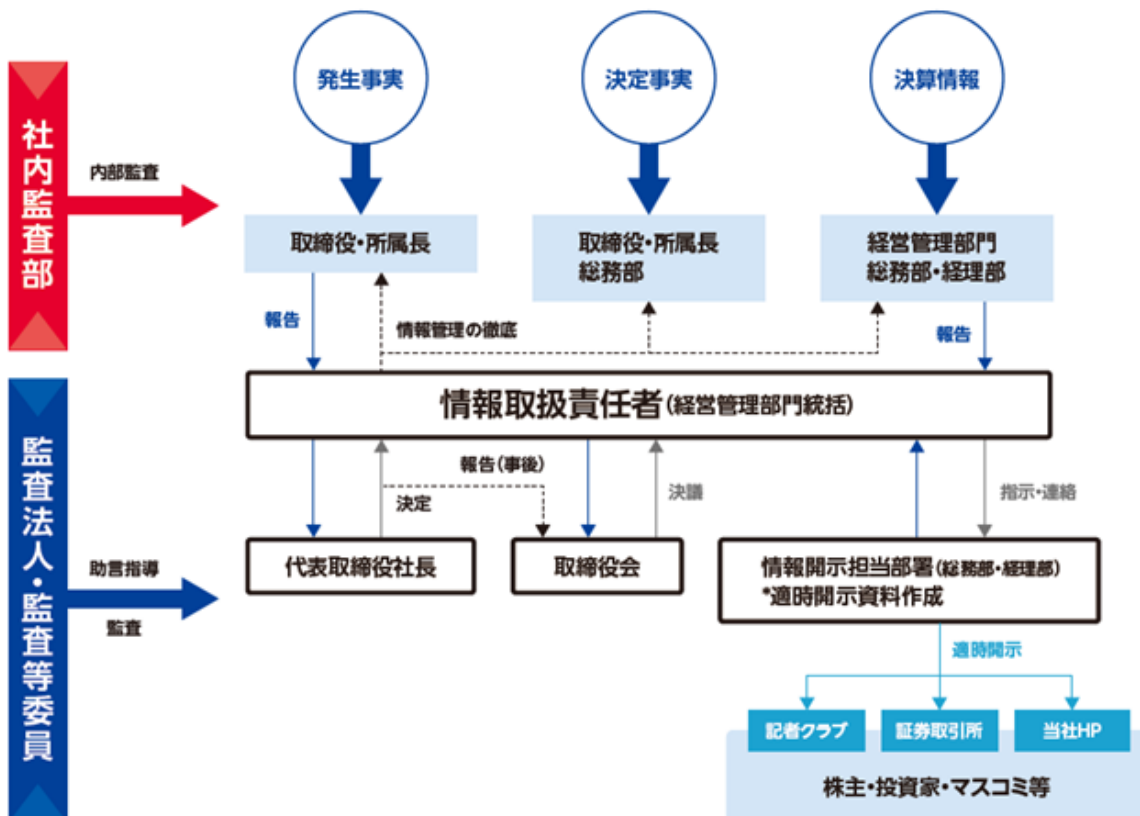 発生事実
決定事実
決算情報
社内監査部
内部監査
取締役・所属長
取締役・所属長
総務部
経営管理部門
総務部・経理部
報告
情報管理の徹底
報告
情報取扱責任者(経営管理部門統括)
監査法人・監査等委員
報告(事後)
決定
決議
指示・連絡
助言指導
監査
代表取締役社長
取締役会
情報開示担当部署(総務部・経理部)
*適時開示資料作成
適時開示
記者クラブ
証券取引所
当社HP
株主・投資家・マスコミ等